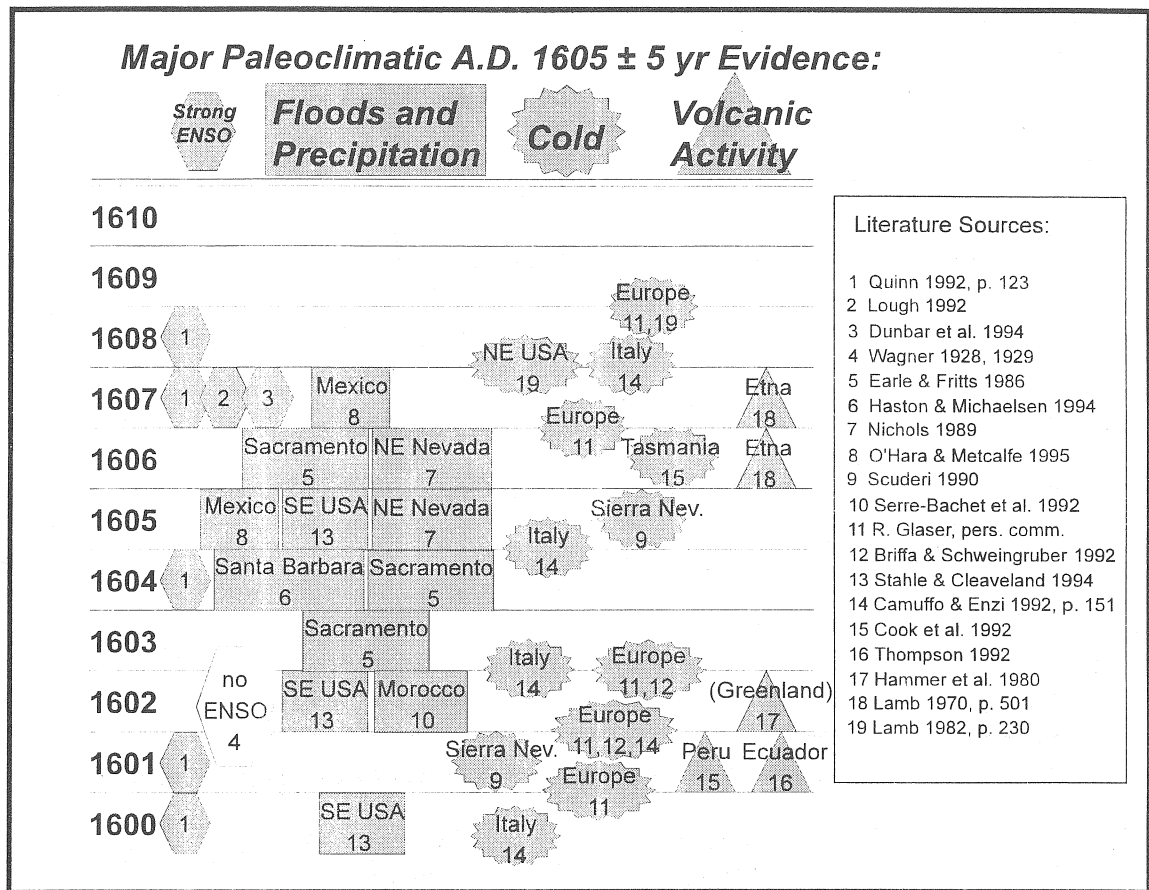 Major Paleoclimatic A.D. 1605 ± 5 yr Evidence:
Strong
ENSO
Floods and
Precipitation
Cold
Volcanic
Activity
1610
1609
Europe
11,19
1608
1
NE USA
19
Italy
14
1607
1
2
3
Mexico
8
Europe
11
Etna
18
1606
Sacramento
5
NE Nevada
7
Tasmania
15
Etna
18
1605
Mexico
8
SE USA
13
NE Nevada
7
Italy
14
Sierra Nev.
9
1604
1
Santa Barbara
6
Sacramento
5
1603
Sacramento
5
Italy
14
Europe
11,12
1602
no
ENSO
4
SE USA
13
Morocco
10
Europe
11,12,14
(Greenland)
17
1601
1
Sierra Nev.
9
Europe
11
Peru
15
Ecuador
16
1600
1
SE USA
13
Italy
14
Literature Sources:
1 Quinn 1992, p. 123
2 Lough 1992
3 Dunbar et al. 1994
4 Wagner 1928, 1929
5 Earle & Fritts 1986
6 Haston & Michaelsen 1994
7 Nichols 1989
8 O'Hara & Metcalfe 1995
9 Scuderi 1990
10 Serre-Bachet et al. 1992
11 R. Glaser, pers. comm.
12 Briffa & Schweingruber 1992
13 Stahle & Cleaveland 1994
14 Camuffo & Enzi 1992, p. 151
15 Cook et al. 1992
16 Thompson 1992
17 Hammer et al. 1980
18 Lamb 1970, p. 501
19 Lamb 1982, p. 230